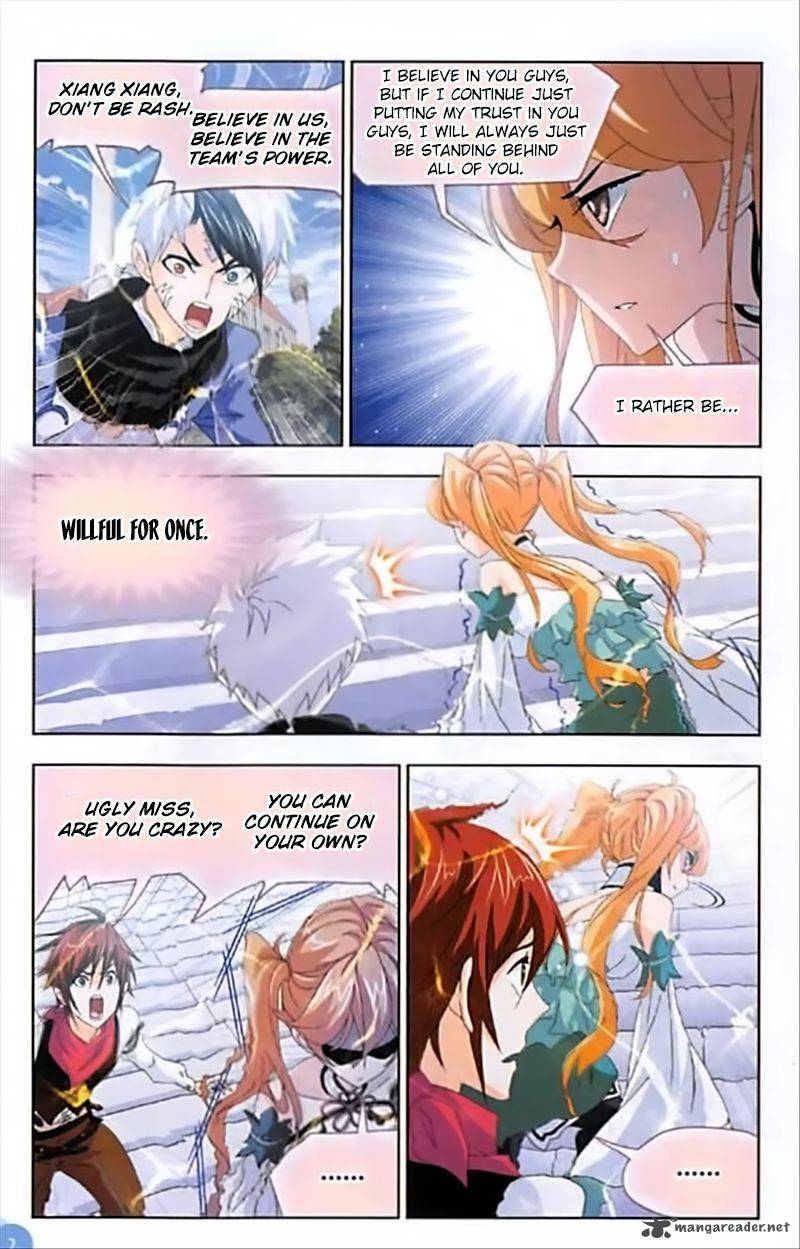 XIANG XIANG,
DON'T BE RASH.
BELIEVE IN US,
BELIEVE IN THE
TEAM'S POWER.
I BELIEVE IN YOU GUYS,
BUT IF I CONTINUE JUST
PUTTING MY TRUST IN YOU
GUYS, I WILL ALWAYS JUST
BE STANDING BEHIND
ALL OF YOU.
I RATHER BE...
WILLFUL FOR ONCE.
UGLY MISS,
ARE YOU CRAZY?
YOU CAN
CONTINUE ON
YOUR OWN?
......
......
2
mangareader.net